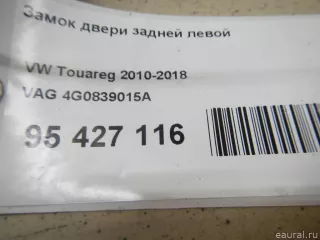 Замок двери задней левой
VW Touareg 2010-2018
VAG 4G0839015A
95 427 116
eaural.ru